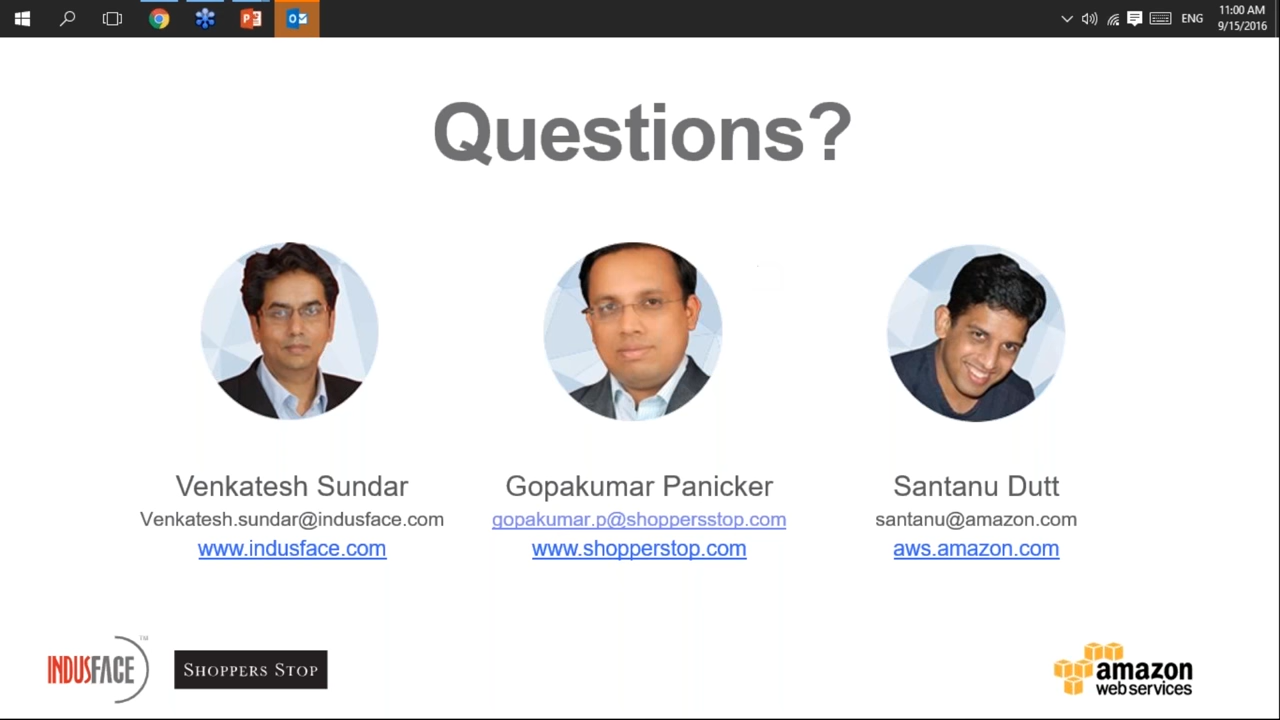 11:00 AM
ENG
9/15/2016
Questions?
Venkatesh Sundar
Gopakumar Panicker
Santanu Dutt
Venkatesh.sundar@indusface.com
gopakumar.p@shoppersstop.com
santanu@amazon.com
www.indusface.com
www.shopperstop.com
aws.amazon.com
INDUSFACE TM
SHOPPERS STOP
amazon
web services